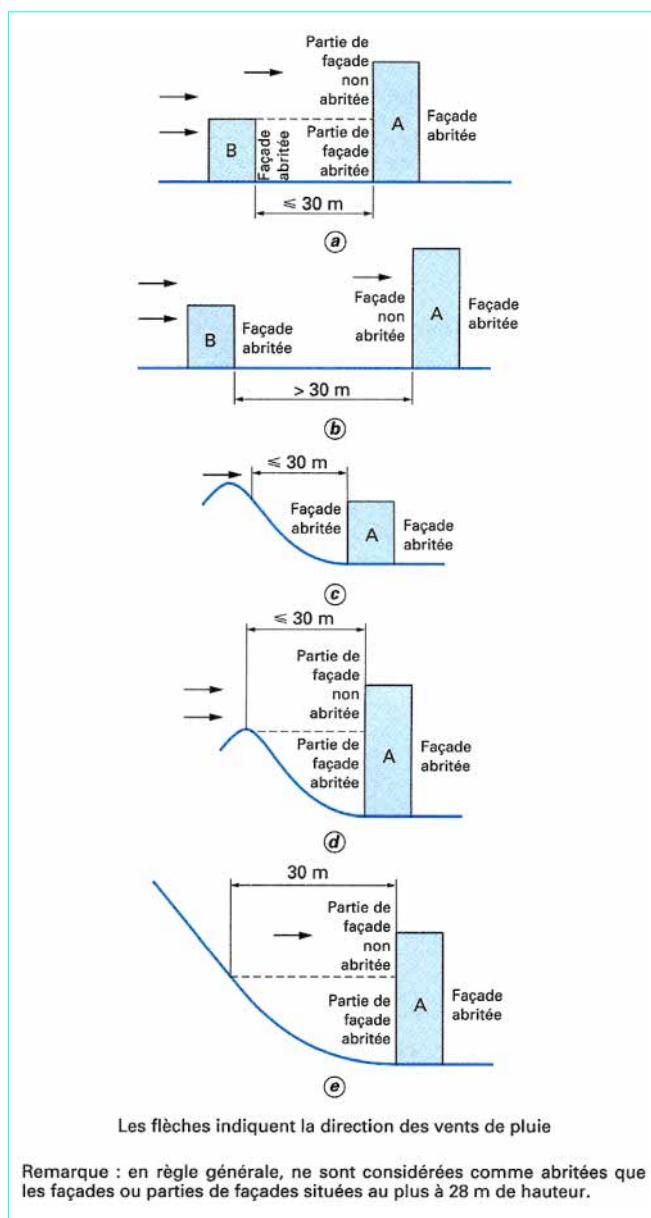 Partie de
façade
non
abritée
Façade
abritée
A
Partie de
façade
abritée
B
Façade
abritée
⩽ 30 m
a
Façade
non
abritée
A
Façade
abritée
B
Façade
abritée
> 30 m
b
⩽ 30 m
Façade
abritée
A
Façade
abritée
c
⩽ 30 m
Partie de
façade
non
abritée
Partie de
façade
abritée
A
Façade
abritée
d
30 m
Partie de
façade
non
abritée
Partie de
façade
abritée
A
Façade
abritée
e
Les flèches indiquent la direction des vents de pluie
Remarque : en règle générale, ne sont considérées comme abritées que
les façades ou parties de façades situées au plus à 28 m de hauteur.